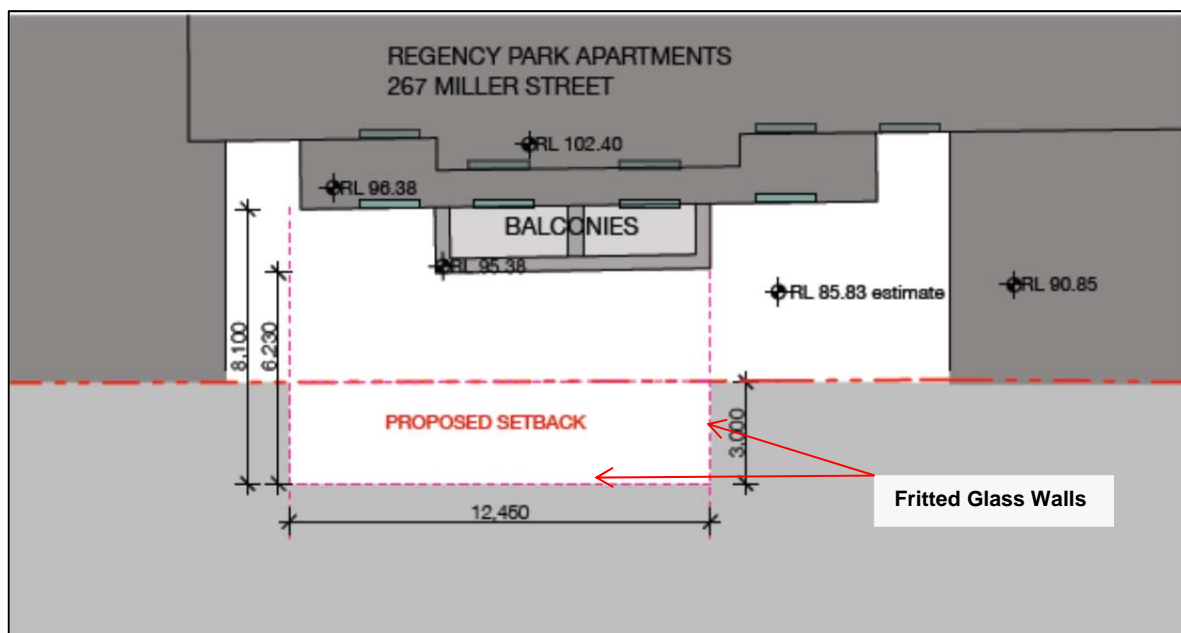 REGENCY PARK APARTMENTS
267 MILLER STREET
RL 102.40
RL 96.38
BALCONIES
RL 95.38
RL 85.83 estimate
RL 90.85
8,100
6,230
PROPOSED SETBACK
3,000
Fritted Glass Walls
12,450